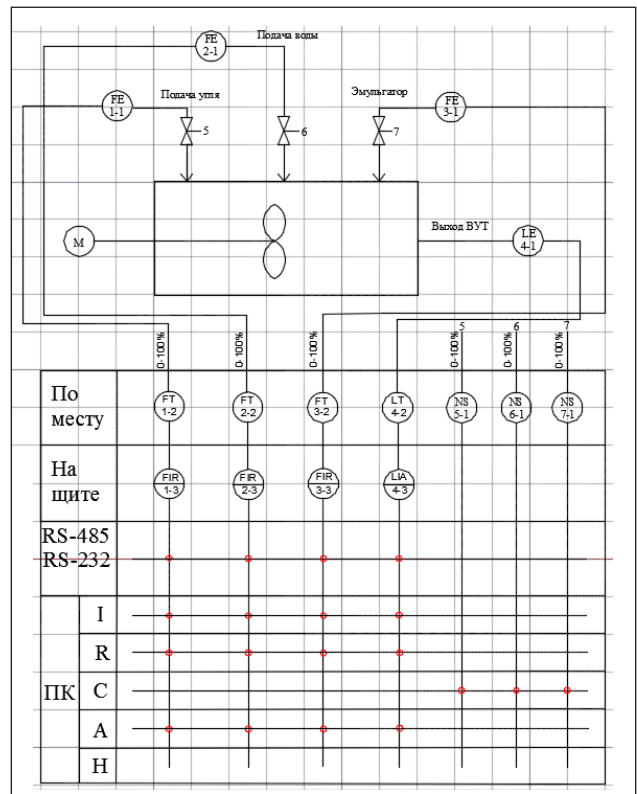 FE
2-1
Подача воды
FE
1-1
Подача угля
Эмульгатор
FE
3-1
5
6
7
M
Выход ВУТ
LE
4-1
0-100%
0-100%
0-100%
0-100%
0-100%
5
0-100%
6
0-100%
7
По
месту
FT
1-2
FT
2-2
FT
3-2
LT
4-2
NS
5-1
NS
6-1
NS
7-1
На
щите
FIR
1-3
FIR
2-3
FIR
3-3
LIA
4-3
RS-485
RS-232
ПК
I
R
C
A
H